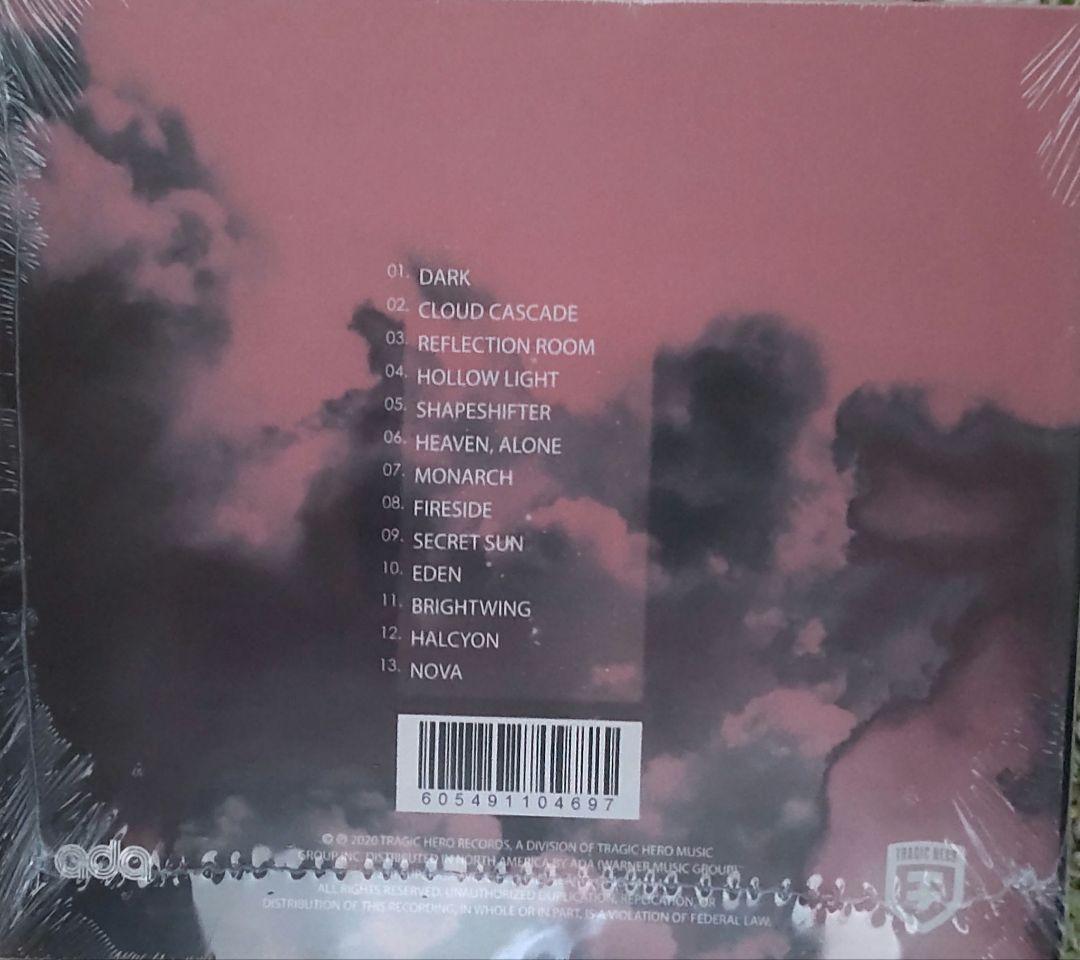 01. DARK
02. CLOUD CASCADE
03. REFLECTION ROOM
04. HOLLOW LIGHT
05. SHAPESHIFTER
06. HEAVEN, ALONE
07. MONARCH
08. FIRESIDE
09. SECRET SUN
10. EDEN
11. BRIGHTWING
12. HALCYON
13. NOVA
605491104697
© ℗ 2020 TRAGIC HERO RECORDS, A DIVISION OF TRAGIC HERO MUSIC
GROUP INC. DISTRIBUTED IN NORTH AMERICA BY ADA (WARNER MUSIC GROUP)
ALL RIGHTS RESERVED. UNAUTHORIZED DUPLICATION, REPLICATION, OR
DISTRIBUTION OF THIS RECORDING, IN WHOLE OR IN PART, IS A VIOLATION OF FEDERAL LAW.
ada
TRAGIC HERO